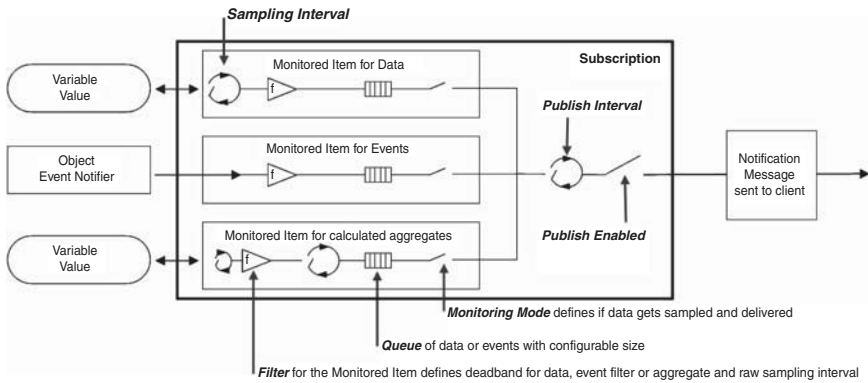 Sampling Interval
Subscription
Monitored Item for Data
Variable
Value
f
Publish Interval
Monitored Item for Events
Object
Event Notifier
f
Notification
Message
sent to client
Monitored Item for calculated aggregates
Variable
Value
f
Publish Enabled
Monitoring Mode defines if data gets sampled and delivered
Queue of data or events with configurable size
Filter for the Monitored Item defines deadband for data, event filter or aggregate and raw sampling interval